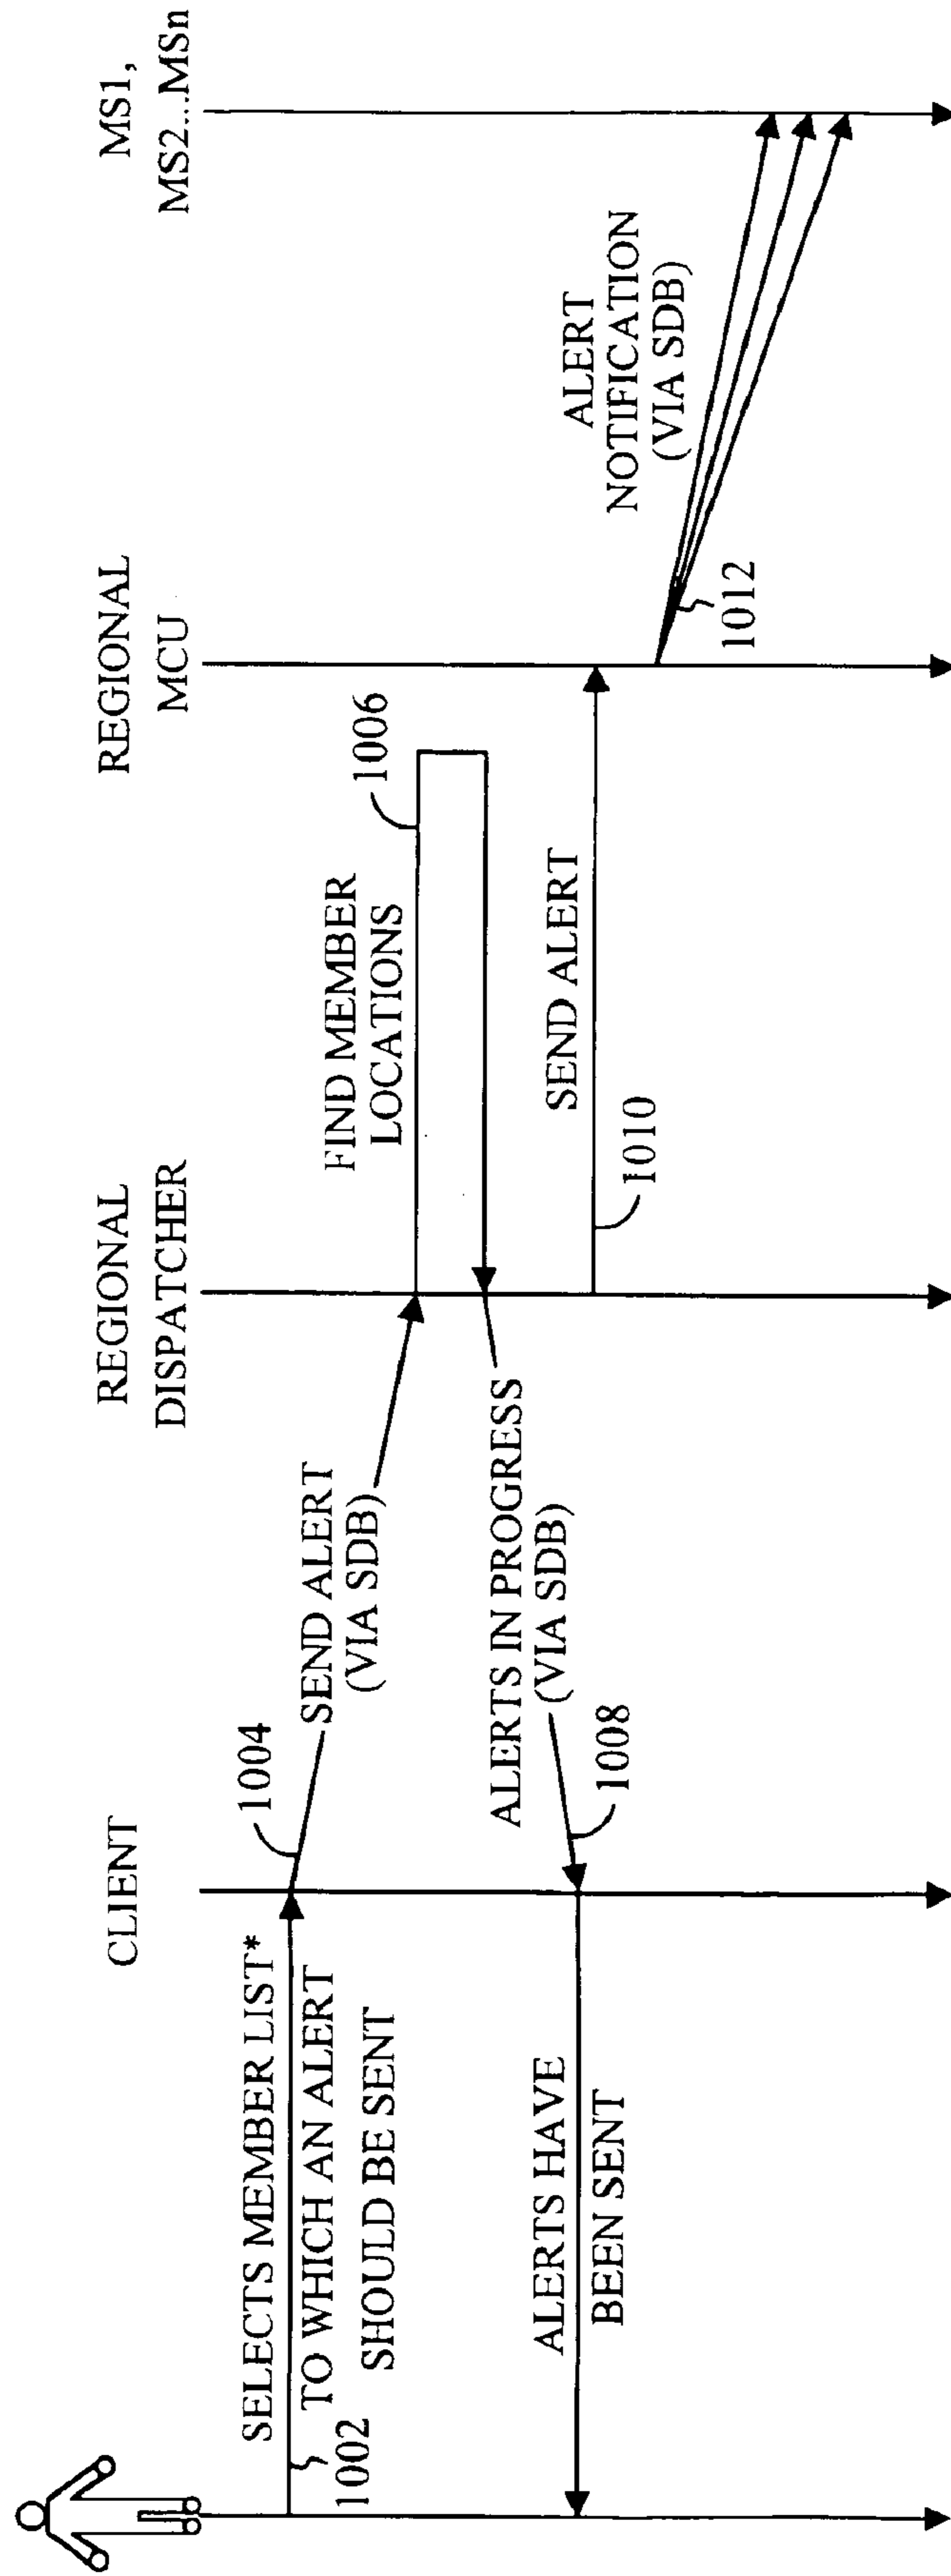 CLIENT
REGIONAL
DISPATCHER
REGIONAL
MCU
MS1,
MS2...MSn
SELECTS MEMBER LIST*
TO WHICH AN ALERT
SHOULD BE SENT
1002
1004
SEND ALERT
(VIA SDB)
FIND MEMBER
LOCATIONS
1006
ALERTS IN PROGRESS
(VIA SDB)
1008
ALERTS HAVE
BEEN SENT
SEND ALERT
1010
ALERT
NOTIFICATION
(VIA SDB)
1012